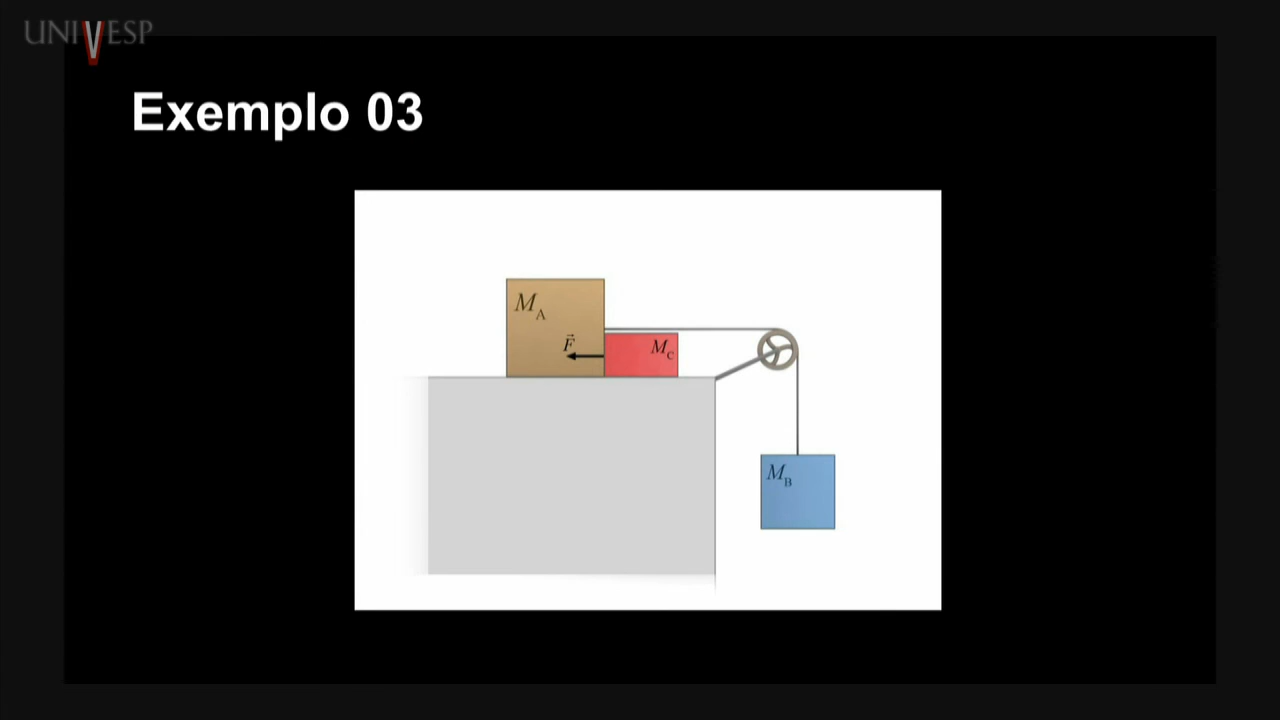 UNIVESP
Exemplo 03
M_A
F⃗
M_C
M_B